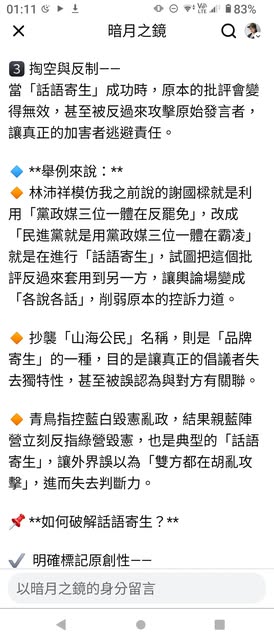 01:11
83%
暗月之鏡
3 掏空與反制——
當「話語寄生」成功時，原本的批評會變
得無效，甚至被反過來攻擊原始發言者，
讓真正的加害者逃避責任。
🔷 **舉例來說：**
🔸 林沛祥模仿我之前說的謝國樑就是利
用「黨政媒三位一體在反罷免」，改成
「民進黨就是用黨政媒三位一體在霸凌」
就是在進行「話語寄生」，試圖把這個批
評反過來套用到另一方，讓輿論場變成
「各說各話」，削弱原本的控訴力道。
🔸 抄襲「山海公民」名稱，則是「品牌
寄生」的一種，目的是讓真正的倡議者失
去獨特性，甚至被誤認為與對方有關聯。
🔸 青鳥指控藍白毀憲亂政，結果親藍陣
營立刻反指綠營毀憲，也是典型的「話語
寄生」，讓外界誤以為「雙方都在胡亂攻
擊」，進而失去判斷力。
📌 **如何破解話語寄生？**
✔ 明確標記原創性——
以暗月之鏡的身分留言